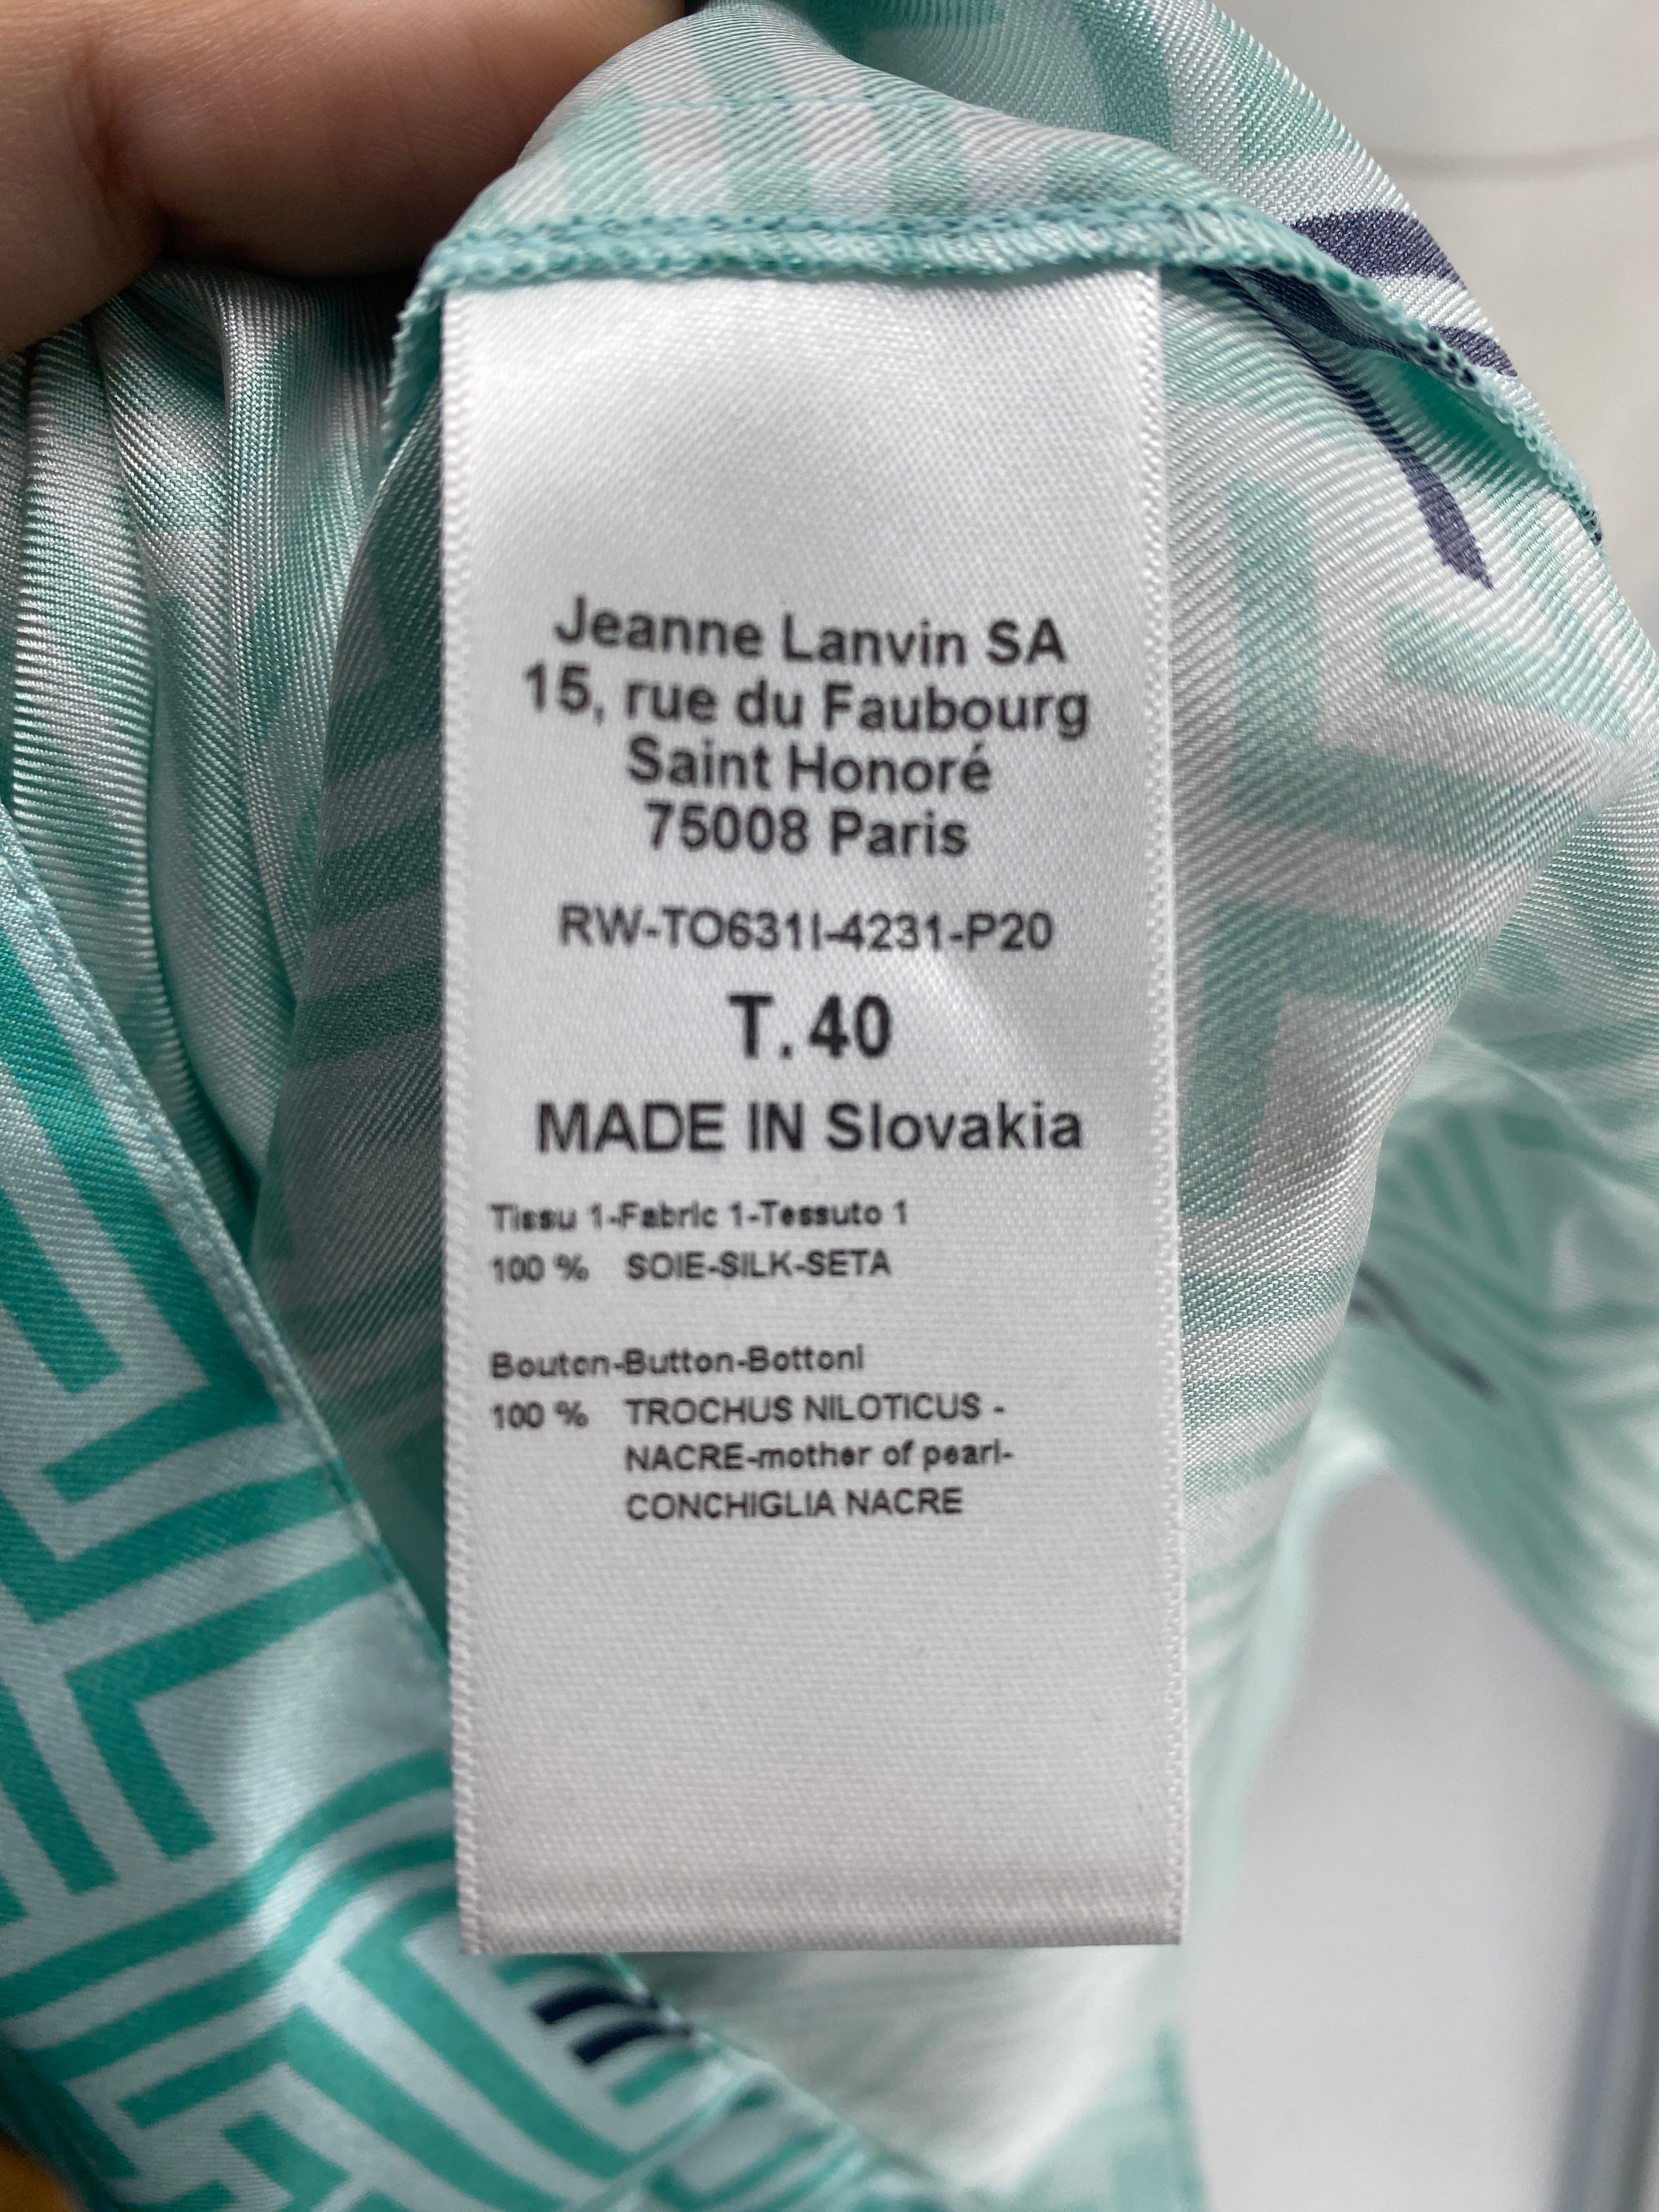 Jeanne Lanvin SA
15, rue du Faubourg
Saint Honoré
75008 Paris
RW-TO631I-4231-P20
T. 40
MADE IN Slovakia
Tissu 1-Fabric 1-Tessuto 1
100 % SOIE-SILK-SETA
Bouton-Button-Bottoni
100 % TROCHUS NILOTICUS -
NACRE-mother of pearl-
CONCHIGLIA NACRE